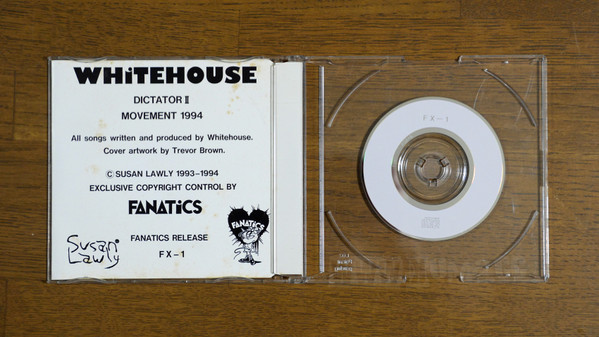 WHiTEHOUSE
DICTATOR II
MOVEMENT 1994
All songs written and produced by Whitehouse.
Cover artwork by Trevor Brown.
© SUSAN LAWLY 1993-1994
EXCLUSIVE COPYRIGHT CONTROL BY
FANATiCS
Susan
Lawly
FANATICS RELEASE
FX-1
FANATiCS
FX-1